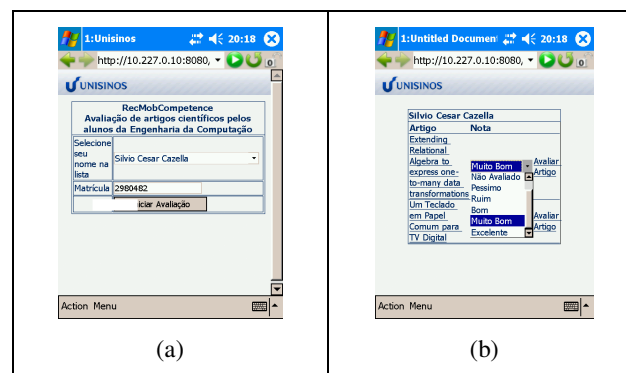 1:Unisinos 20:18
http://10.227.0.10:8080,
UNISINOS
RecMobCompetence
Avaliação de artigos científicos pelos
alunos da Engenharia da Computação
Selecione
seu
nome na
lista
Silvio Cesar Cazella
Matrícula 2980482
iciar Avaliação
Action Menu
(a)
1:Untitled Documen 20:18
http://10.227.0.10:8080,
UNISINOS
Silvio Cesar Cazella
Artigo Nota
Extending
Relational
Algebra to
express one-
to-many data
transformations
Muito Bom
Avaliar
Artigo
Não Avaliado
Pessimo
Ruim
Bom
Muito Bom
Excelente
Um Teclado
em Papel
Comum para
TV Digital
Avaliar
Artigo
Action Menu
(b)